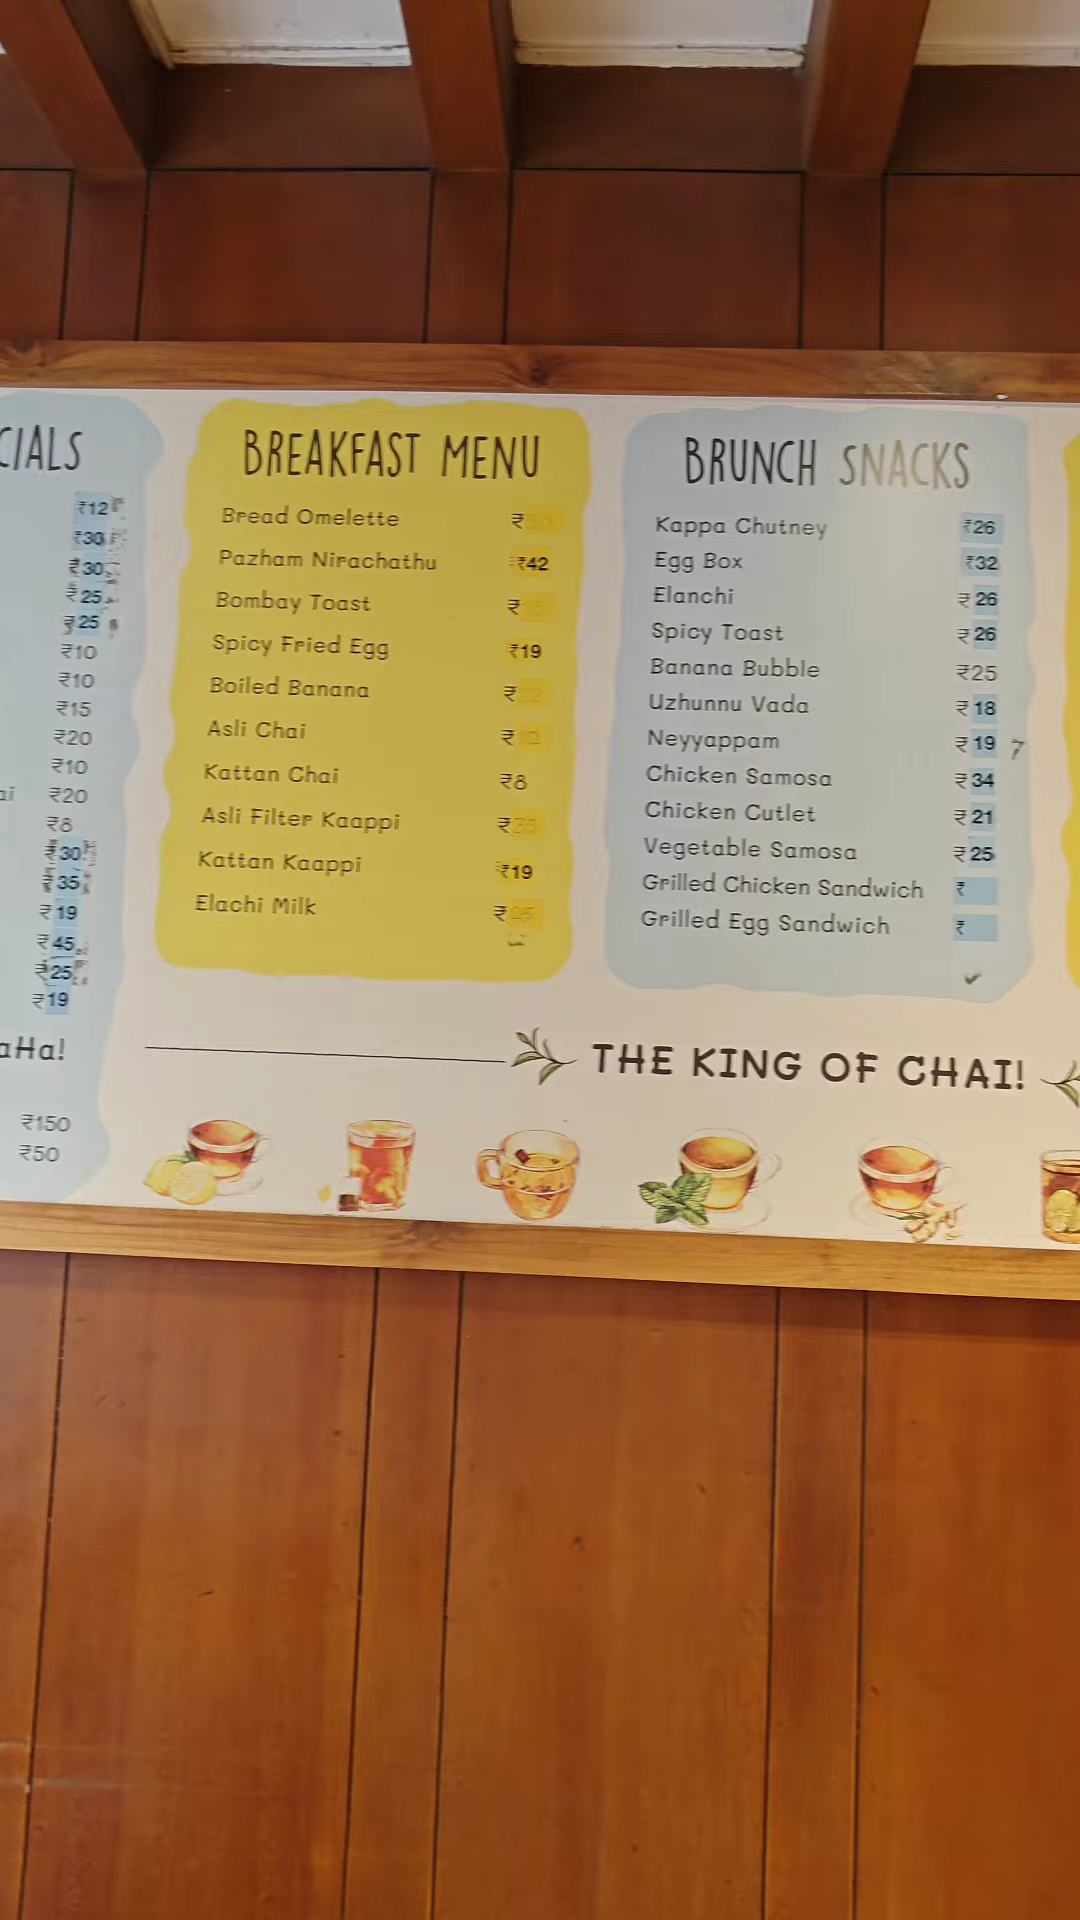 CIALS
₹12
₹30
₹30
₹25
₹25
₹10
₹10
₹15
₹20
₹10
ai ₹20
₹8
₹30
₹35
₹19
₹45
₹25
₹19
aHa!
₹150
₹50
BREAKFAST MENU
Bread Omelette ₹
Pazham Nirachathu ₹42
Bombay Toast ₹
Spicy Fried Egg ₹19
Boiled Banana ₹
Asli Chai ₹
Kattan Chai ₹8
Asli Filter Kaappi ₹
Kattan Kaappi ₹19
Elachi Milk ₹
BRUNCH SNACKS
Kappa Chutney ₹26
Egg Box ₹32
Elanchi ₹26
Spicy Toast ₹26
Banana Bubble ₹25
Uzhunnu Vada ₹18
Neyyappam ₹19
Chicken Samosa ₹34
Chicken Cutlet ₹21
Vegetable Samosa ₹25
Grilled Chicken Sandwich ₹
Grilled Egg Sandwich ₹
THE KING OF CHAI!